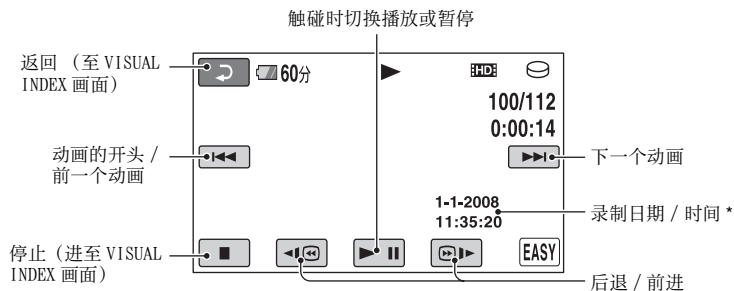 触碰时切换播放或暂停
返回 （至 VISUAL
INDEX 画面）
60分
HD
100/112
0:00:14
动画的开头 /
前一个动画
下一个动画
1-1-2008
11:35:20
录制日期 / 时间 *
停止（进至 VISUAL
INDEX 画面）
EASY
后退 / 前进